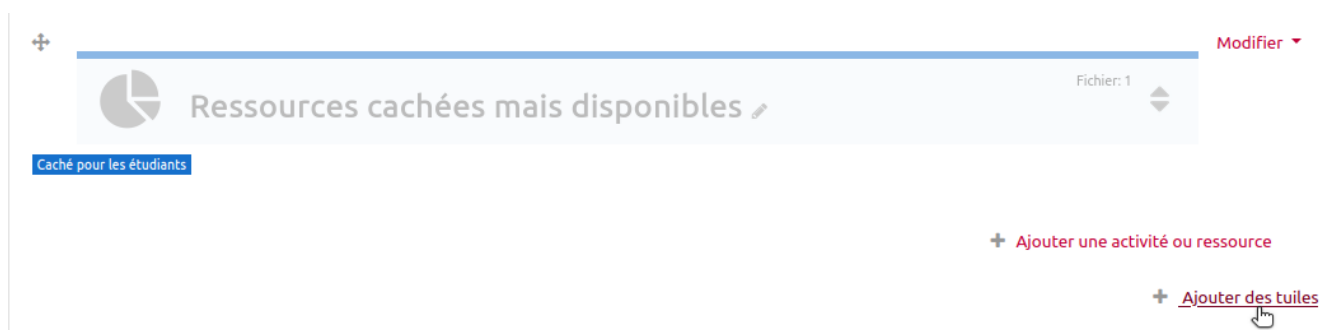 Modifier
Fichier: 1
Ressources cachées mais disponibles
Caché pour les étudiants
Ajouter une activité ou ressource
Ajouter des tuiles